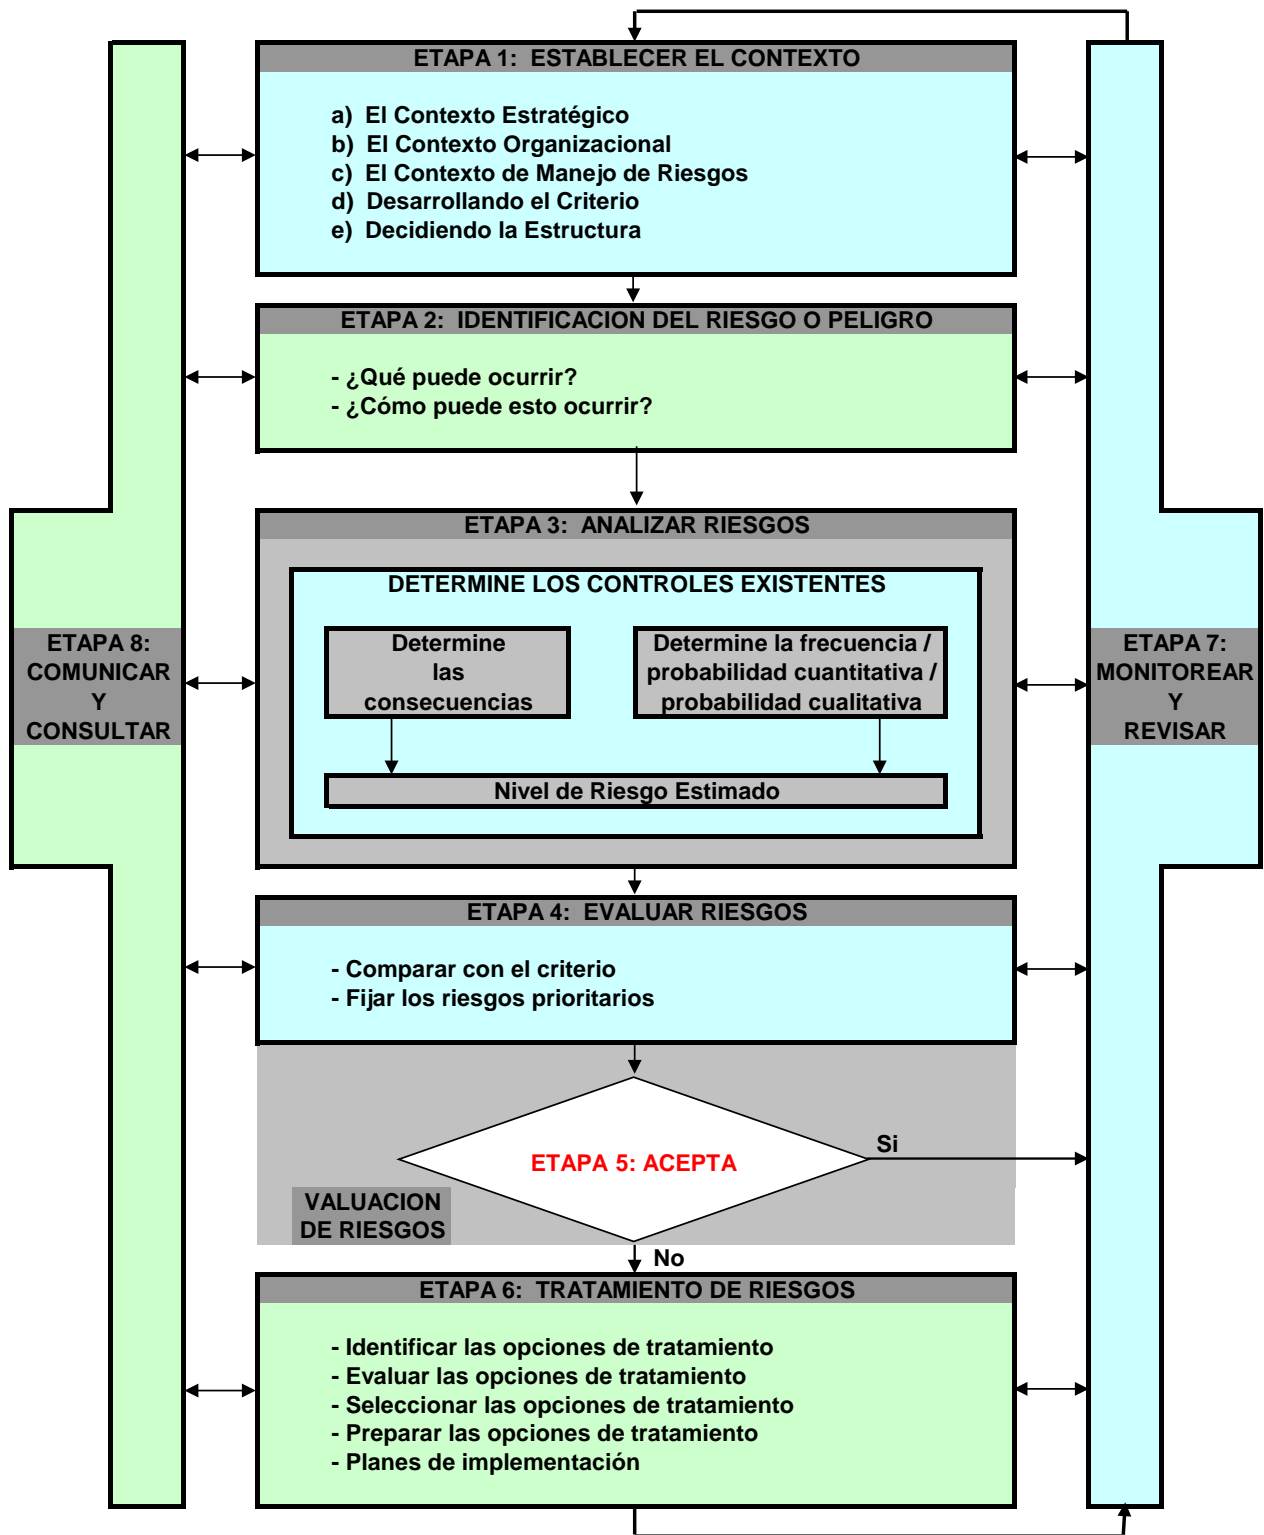 ETAPA 1: ESTABLECER EL CONTEXTO
a) El Contexto Estratégico
b) El Contexto Organizacional
c) El Contexto de Manejo de Riesgos
d) Desarrollando el Criterio
e) Decidiendo la Estructura
ETAPA 2: IDENTIFICACION DEL RIESGO O PELIGRO
- ¿Qué puede ocurrir?
- ¿Cómo puede esto ocurrir?
ETAPA 3: ANALIZAR RIESGOS
DETERMINE LOS CONTROLES EXISTENTES
Determine
las
consecuencias
Determine la frecuencia /
probabilidad cuantitativa /
probabilidad cualitativa
Nivel de Riesgo Estimado
ETAPA 8:
COMUNICAR
Y
CONSULTAR
ETAPA 7:
MONITOREAR
Y
REVISAR
ETAPA 4: EVALUAR RIESGOS
- Comparar con el criterio
- Fijar los riesgos prioritarios
ETAPA 5: ACEPTA
Si
VALUACION
DE RIESGOS
No
ETAPA 6: TRATAMIENTO DE RIESGOS
- Identificar las opciones de tratamiento
- Evaluar las opciones de tratamiento
- Seleccionar las opciones de tratamiento
- Preparar las opciones de tratamiento
- Planes de implementación